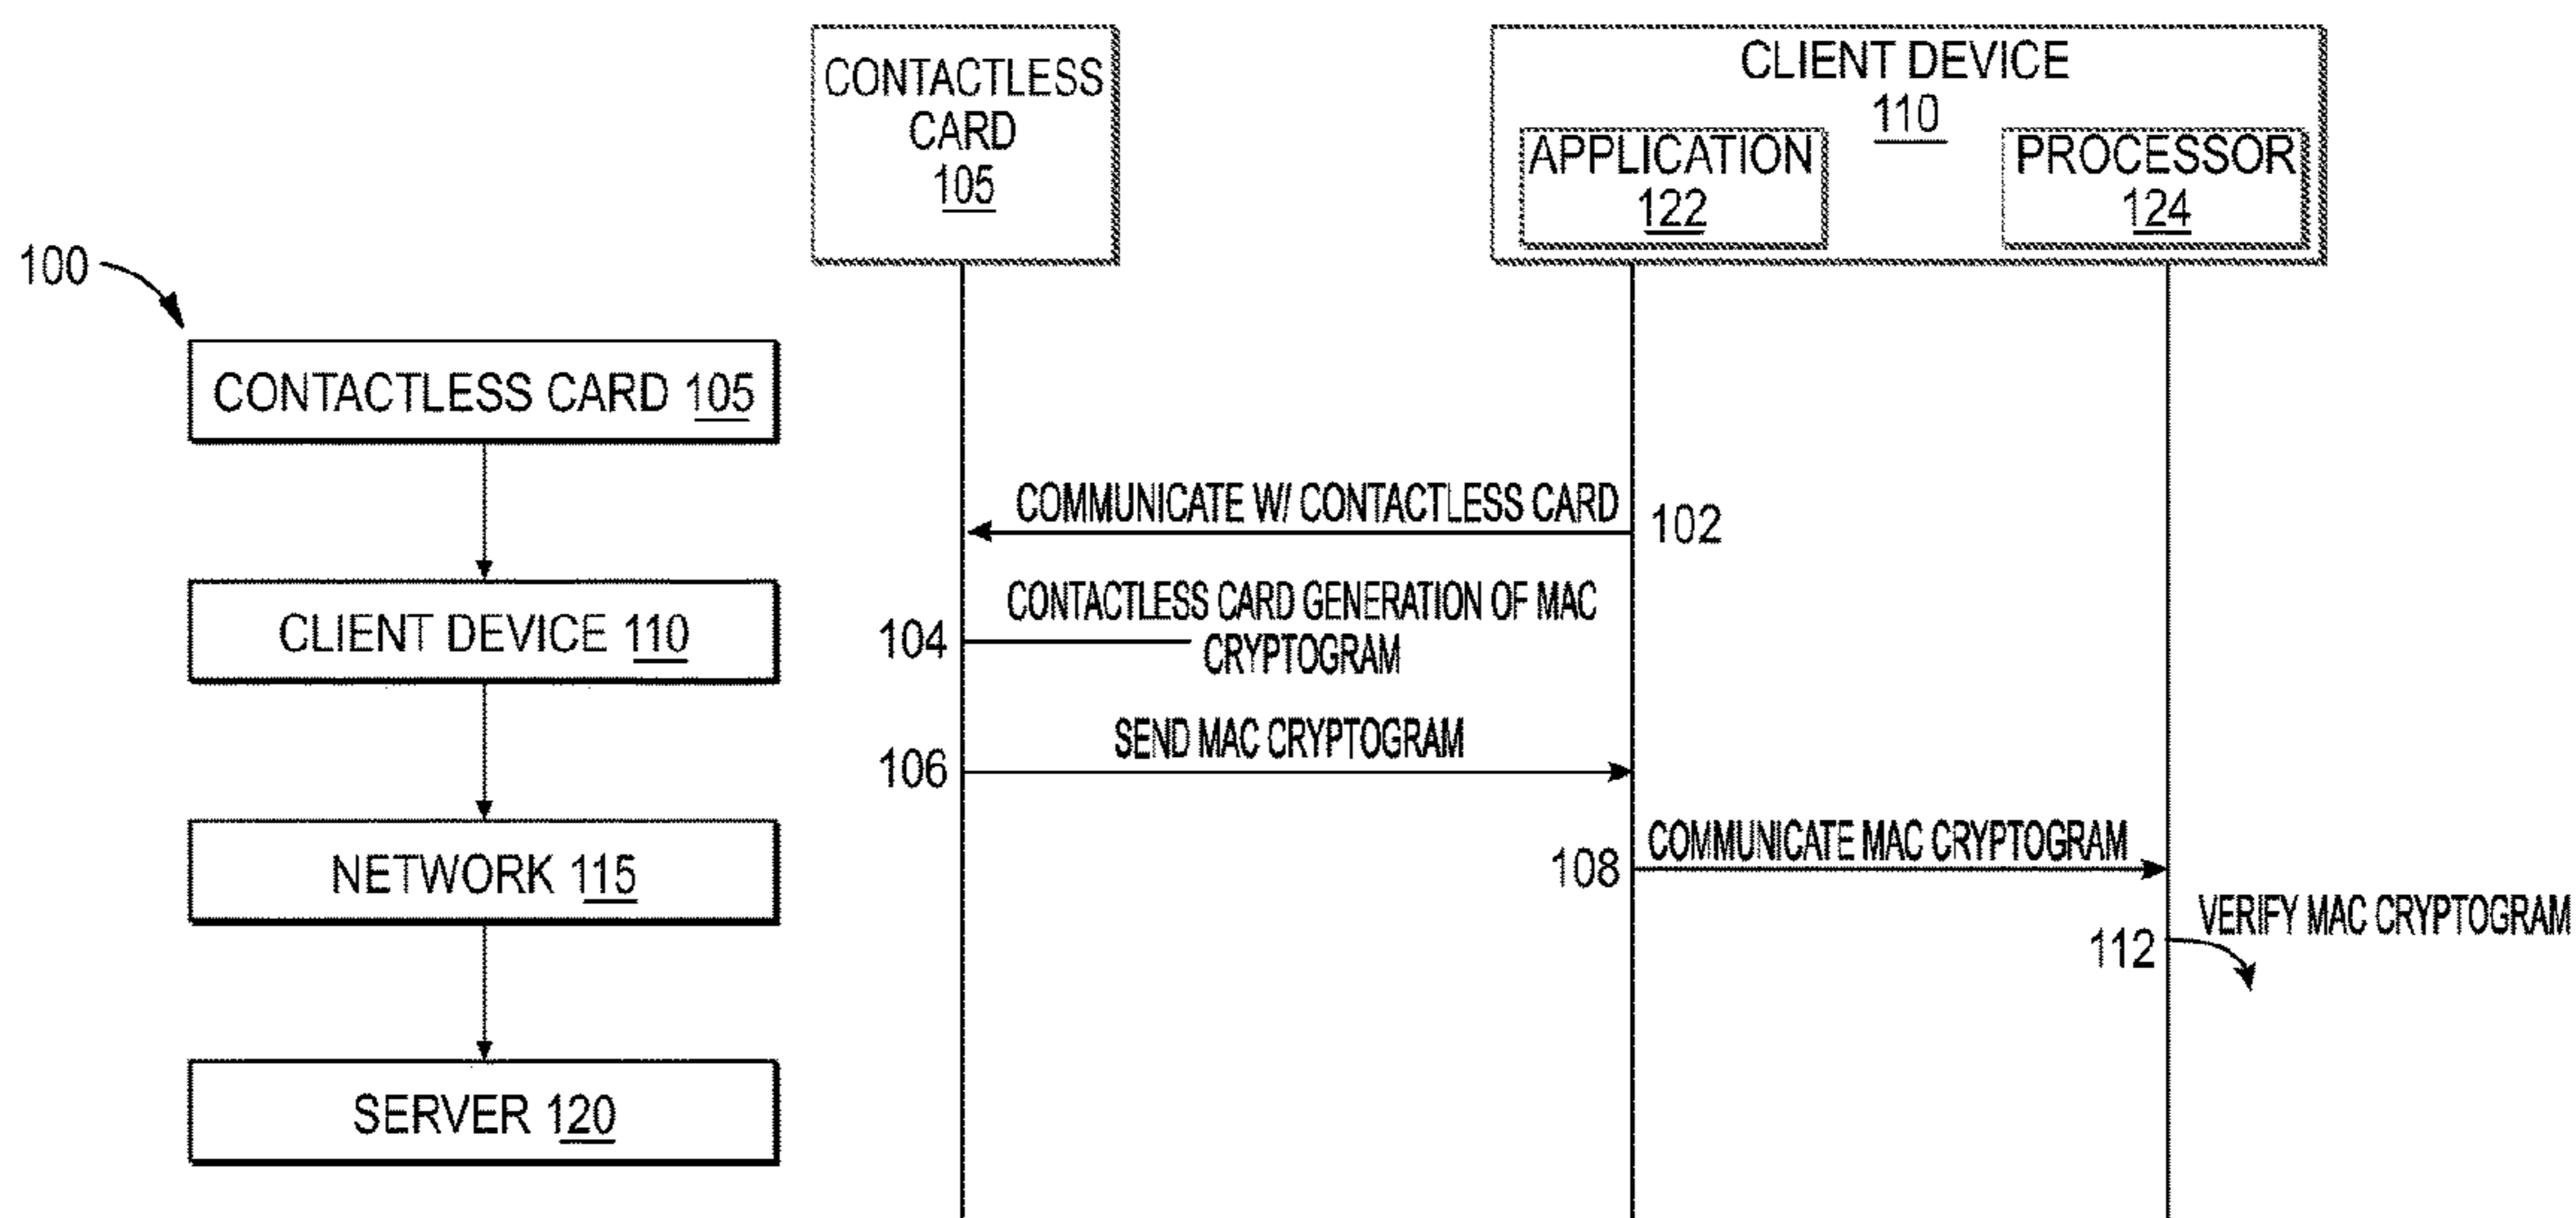 100
CONTACTLESS CARD 105
CLIENT DEVICE 110
NETWORK 115
SERVER 120
CONTACTLESS
CARD
105
CLIENT DEVICE
110
APPLICATION
122
PROCESSOR
124
COMMUNICATE W/ CONTACTLESS CARD
102
CONTACTLESS CARD GENERATION OF MAC
CRYPTOGRAM
104
SEND MAC CRYPTOGRAM
106
COMMUNICATE MAC CRYPTOGRAM
108
VERIFY MAC CRYPTOGRAM
112